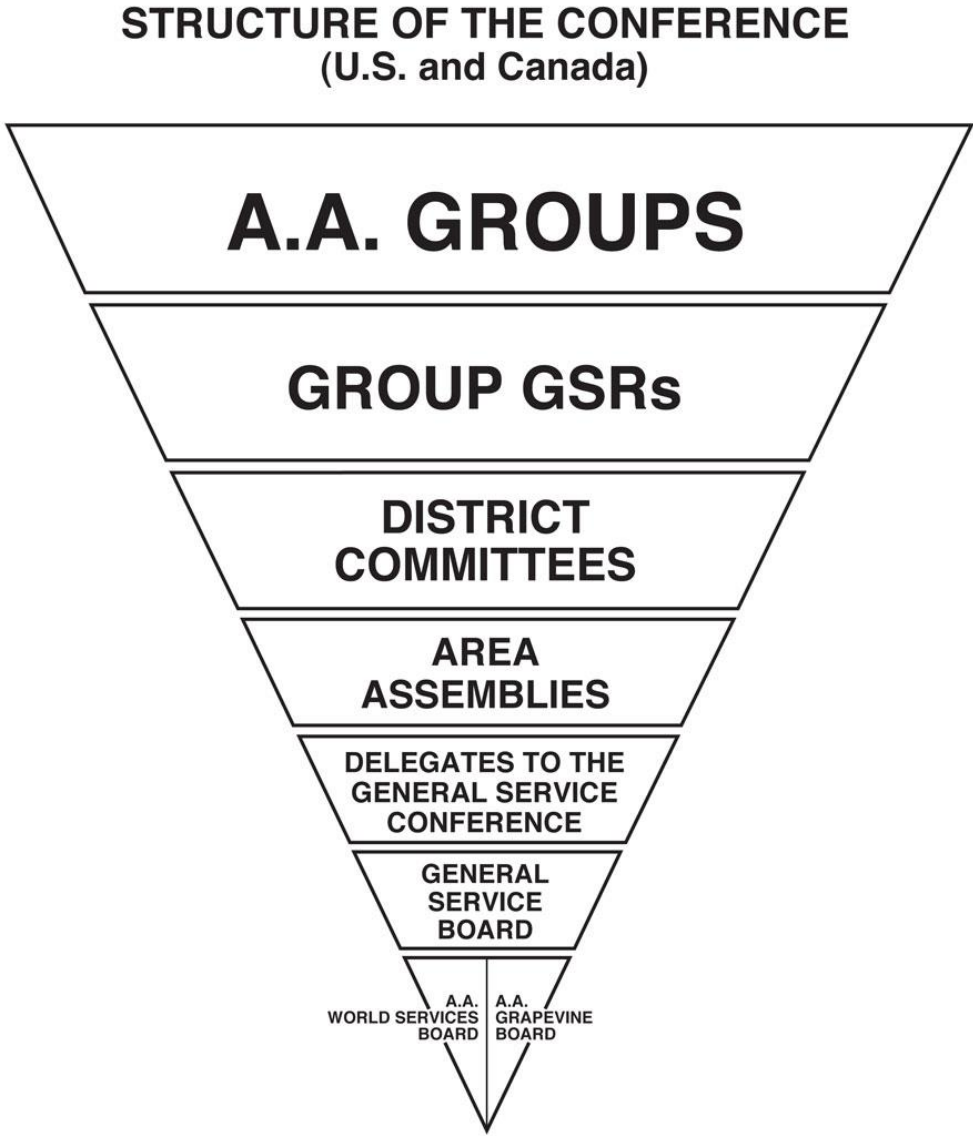 STRUCTURE OF THE CONFERENCE
(U.S. and Canada)
A.A. GROUPS
GROUP GSRs
DISTRICT
COMMITTEES
AREA
ASSEMBLIES
DELEGATES TO THE
GENERAL SERVICE
CONFERENCE
GENERAL
SERVICE
BOARD
A.A.
WORLD SERVICES
BOARD
A.A.
GRAPEVINE
BOARD